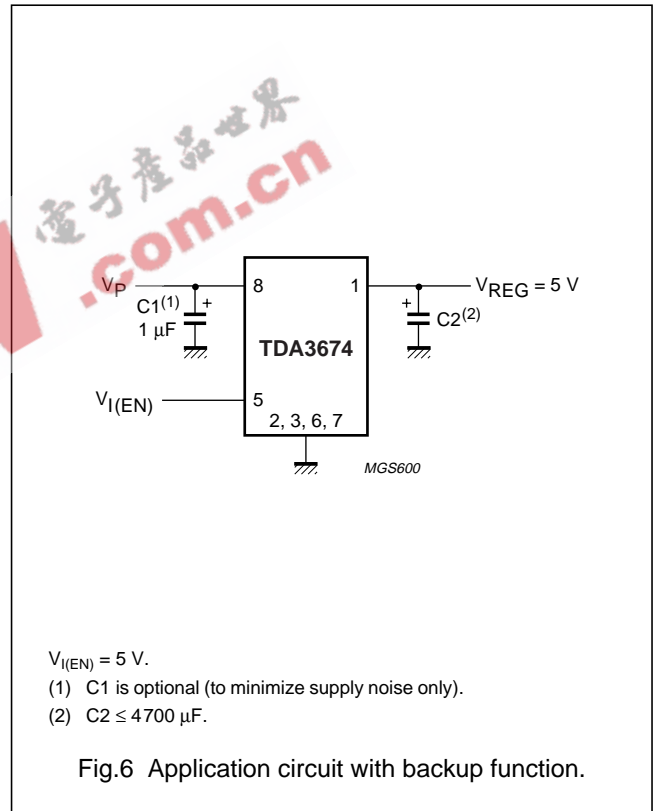 電子產品世界
.com.cn
V_P
C1(1) +
1 μF
8
1
V_REG = 5 V
+
C2(2)
TDA3674
V_I(EN)
5
2, 3, 6, 7
MGS600
V_I(EN) = 5 V.
(1) C1 is optional (to minimize supply noise only).
(2) C2 ≤ 4700 μF.
Fig.6 Application circuit with backup function.